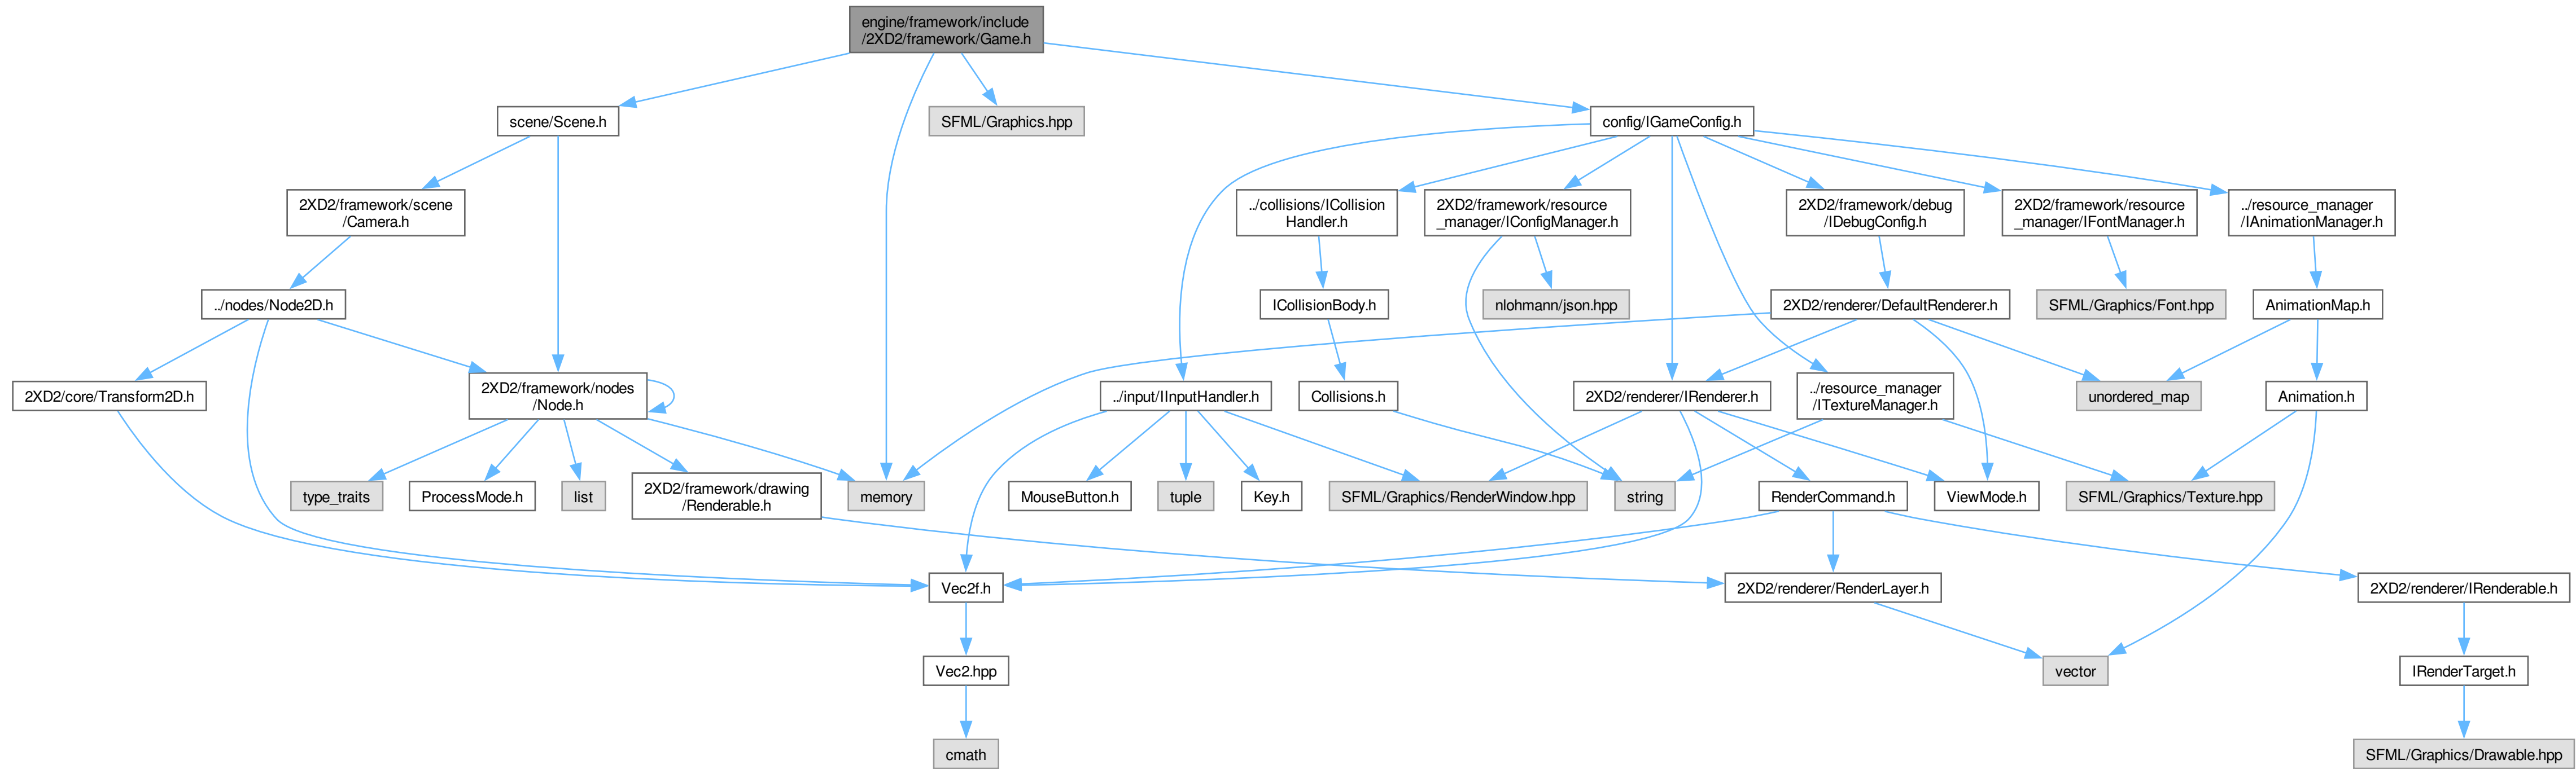 engine/framework/include
/2XD2/framework/Game.h
scene/Scene.h
SFML/Graphics.hpp
config/IGameConfig.h
2XD2/framework/scene
/Camera.h
../collisions/ICollision
Handler.h
2XD2/framework/resource
_manager/IConfigManager.h
2XD2/framework/debug
/IDebugConfig.h
2XD2/framework/resource
_manager/IFontManager.h
../resource_manager
/IAnimationManager.h
../nodes/Node2D.h
ICollisionBody.h
nlohmann/json.hpp
2XD2/renderer/DefaultRenderer.h
SFML/Graphics/Font.hpp
AnimationMap.h
2XD2/core/Transform2D.h
2XD2/framework/nodes
/Node.h
../input/IInputHandler.h
Collisions.h
2XD2/renderer/IRenderer.h
../resource_manager
/ITextureManager.h
unordered_map
Animation.h
type_traits
ProcessMode.h
list
2XD2/framework/drawing
/Renderable.h
memory
MouseButton.h
tuple
Key.h
SFML/Graphics/RenderWindow.hpp
string
RenderCommand.h
ViewMode.h
SFML/Graphics/Texture.hpp
Vec2f.h
2XD2/renderer/RenderLayer.h
2XD2/renderer/IRenderable.h
Vec2.hpp
vector
IRenderTarget.h
cmath
SFML/Graphics/Drawable.hpp